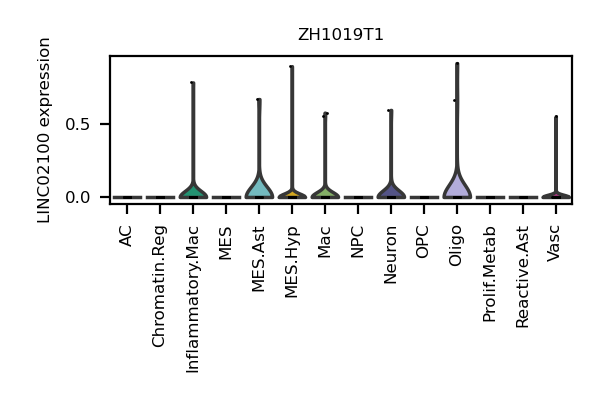 ZH1019T1
LINC02100 expression
0.5
0.0
AC
Chromatin.Reg
Inflammatory.Mac
MES
MES.Ast
MES.Hyp
Mac
NPC
Neuron
OPC
Oligo
Prolif.Metab
Reactive.Ast
Vasc